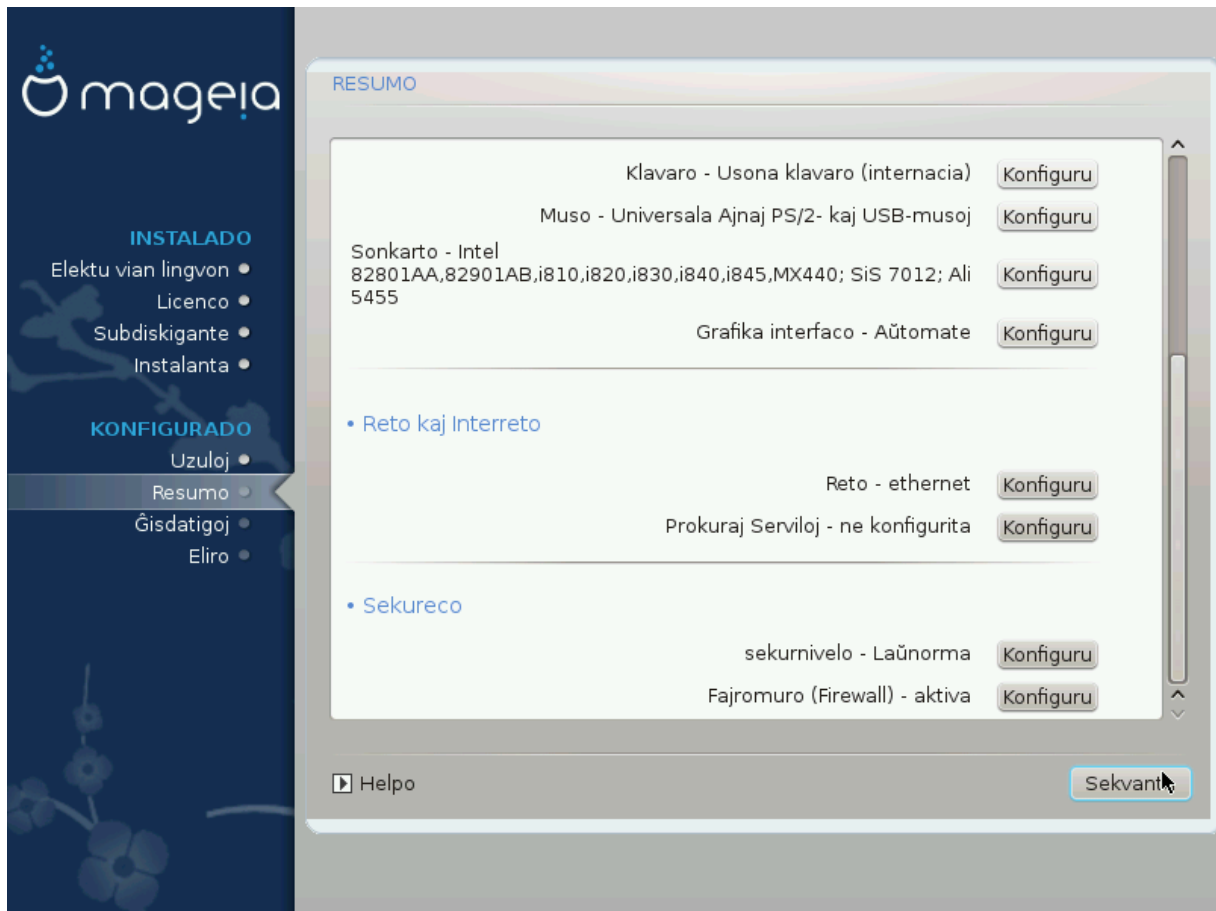 mageia
INSTALADO
Elektu vian lingvon
Licenco
Subdiskigante
Instalanta
KONFIGURADO
Uzuloj
Resumo
Ĝisdatigoj
Eliro
RESUMO
Klavaro - Usona klavaro (internacia) Konfiguru
Muso - Universala Ajnaj PS/2- kaj USB-musoj Konfiguru
Sonkarto - Intel
82801AA,82901AB,i810,i820,i830,i840,i845,MX440; SiS 7012; Ali
5455 Konfiguru
Grafika interfaco - Aŭtomate Konfiguru
• Reto kaj Interreto
Reto - ethernet Konfiguru
Prokuraj Serviloj - ne konfigurita Konfiguru
• Sekureco
sekurnivelo - Laŭnorma Konfiguru
Fajromuro (Firewall) - aktiva Konfiguru
Helpo